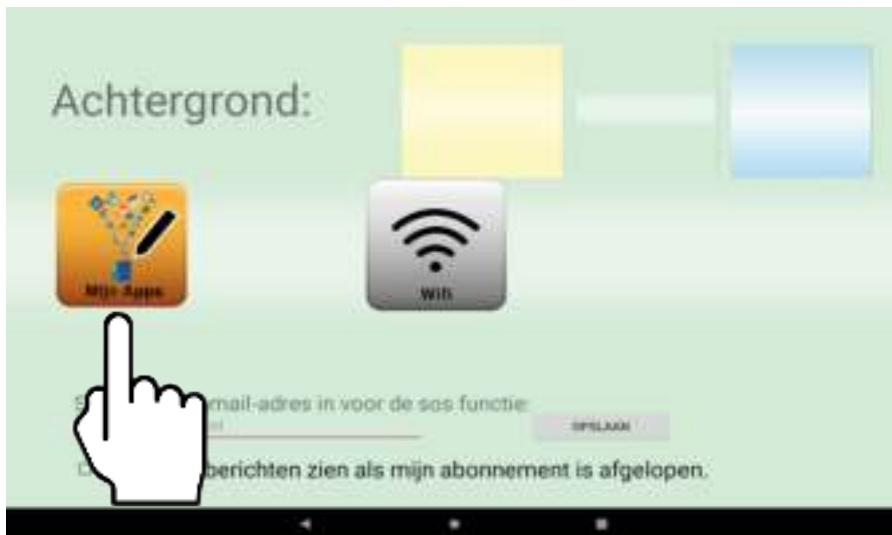 Achtergrond:
Mijn Apps
Wifi
mail-adres in voor de sos functie:
OPSLAAN
berichten zien als mijn abonnement is afgelopen.